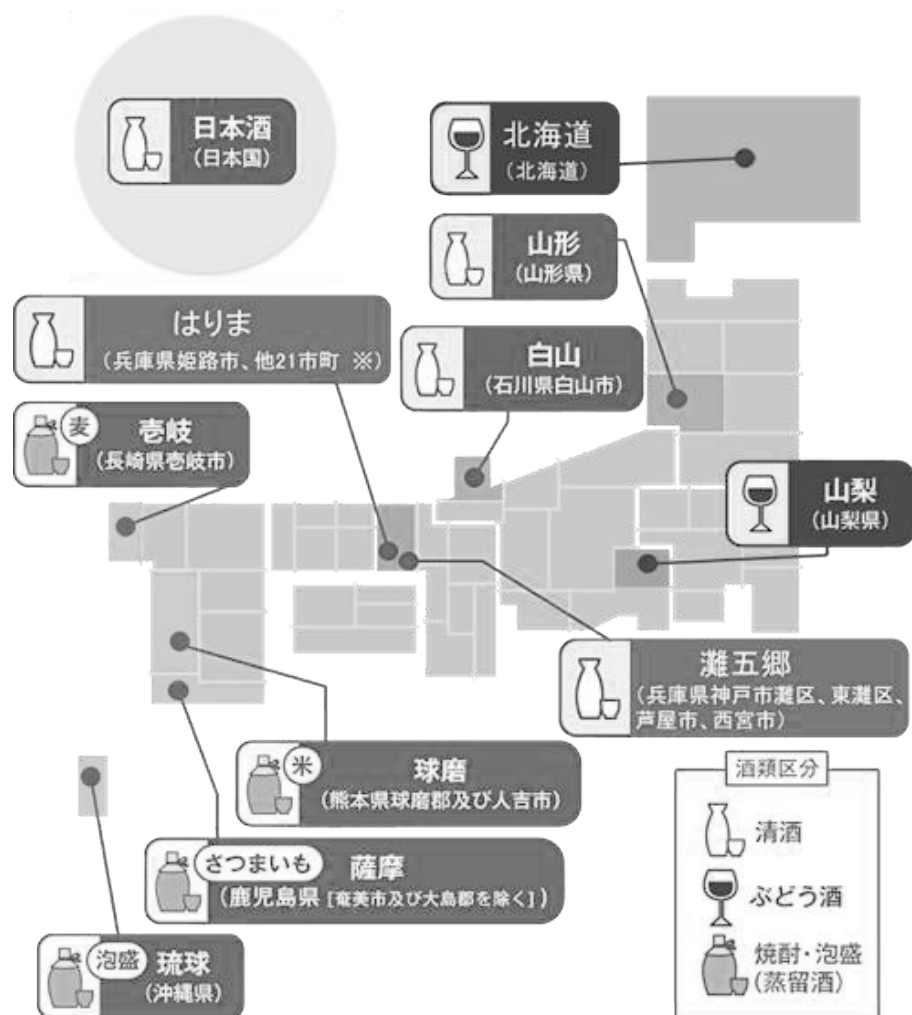 日本酒
(日本国)
北海道
(北海道)
山形
(山形県)
はりま
(兵庫県姫路市、他21市町 ※)
白山
(石川県白山市)
麦
壱岐
(長崎県壱岐市)
山梨
(山梨県)
灘五郷
(兵庫県神戸市灘区、東灘区、
芦屋市、西宮市)
米
球磨
(熊本県球磨郡及び人吉市)
さつまいも
薩摩
(鹿児島県 [奄美市及び大島郡を除く])
泡盛
琉球
(沖縄県)
酒類区分
清酒
ぶどう酒
焼酎・泡盛
(蒸留酒)